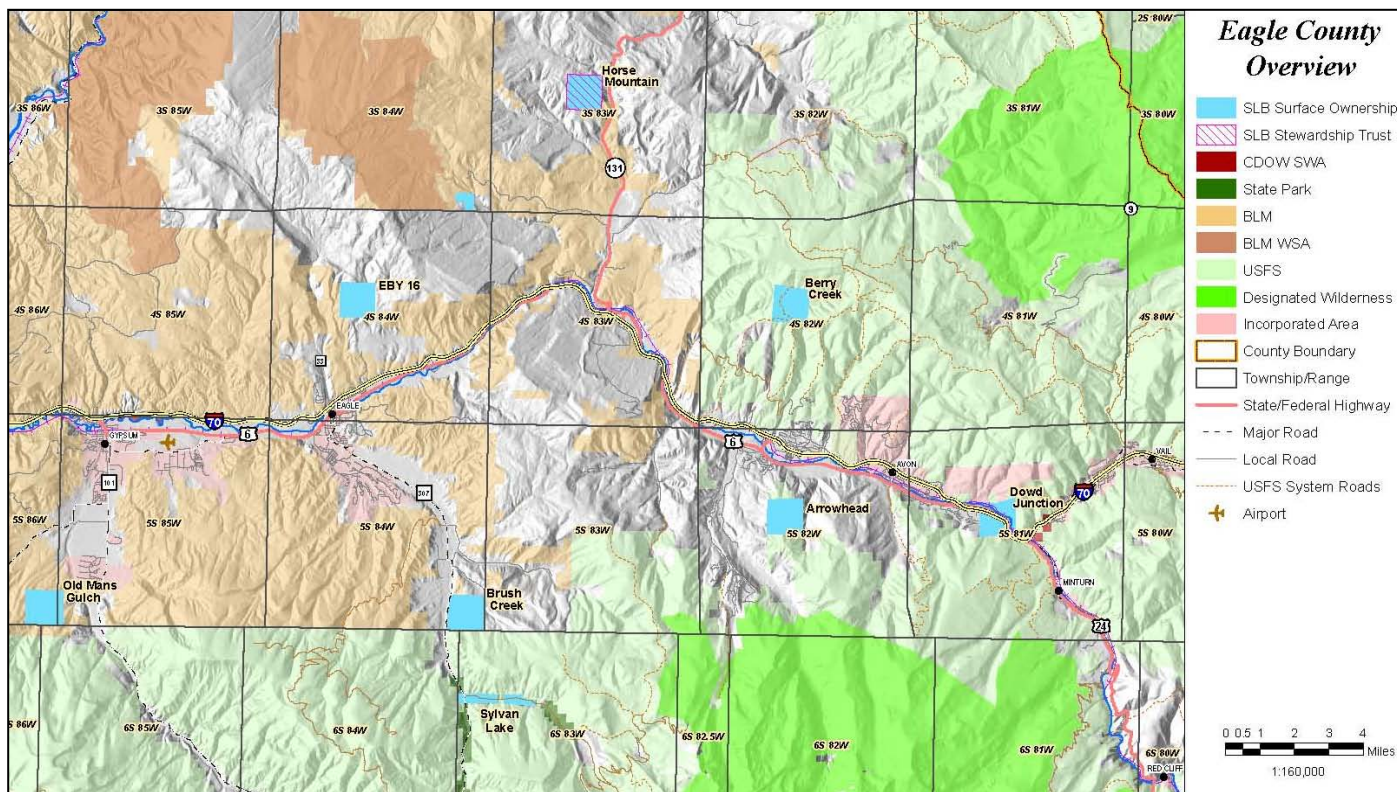 Eagle County
Overview
SLB Surface Ownership
SLB Stewardship Trust
CDOW SWA
State Park
BLM
BLM WSA
USFS
Designated Wilderness
Incorporated Area
County Boundary
Township/Range
State/Federal Highway
Major Road
Local Road
USFS System Roads
Airport
0 0.5 1 2 3 4
Miles
1:160,000
2S 80W
Horse
Mountain
3S 86W
3S 85W
3S 84W
3S 83W
3S 82W
3S 81W
3S 80W
131
9
EBY 16
Berry
Creek
4S 86W
4S 85W
4S 84W
4S 83W
4S 82W
4S 81W
4S 80W
EAGLE
70
6
GYPSUM
6
AVON
VAIL
101
307
Dowd
Junction
70
Arrowhead
5S 86W
5S 85W
5S 84W
5S 83W
5S 82W
5S 81W
5S 80W
Old Mans
Gulch
Brush
Creek
MINTURN
24
Sylvan
Lake
6S 86W
6S 85W
6S 84W
6S 83W
6S 82.5W
6S 82W
6S 81W
6S 80W
RED CLIFF